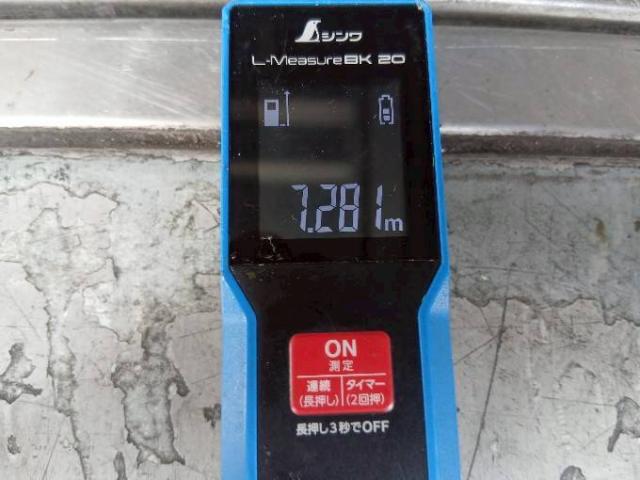 シンワ
L-Measure BK 20
7.281m
ON
測定
連続 タイマー
(長押し) (2回押)
長押し3秒でOFF